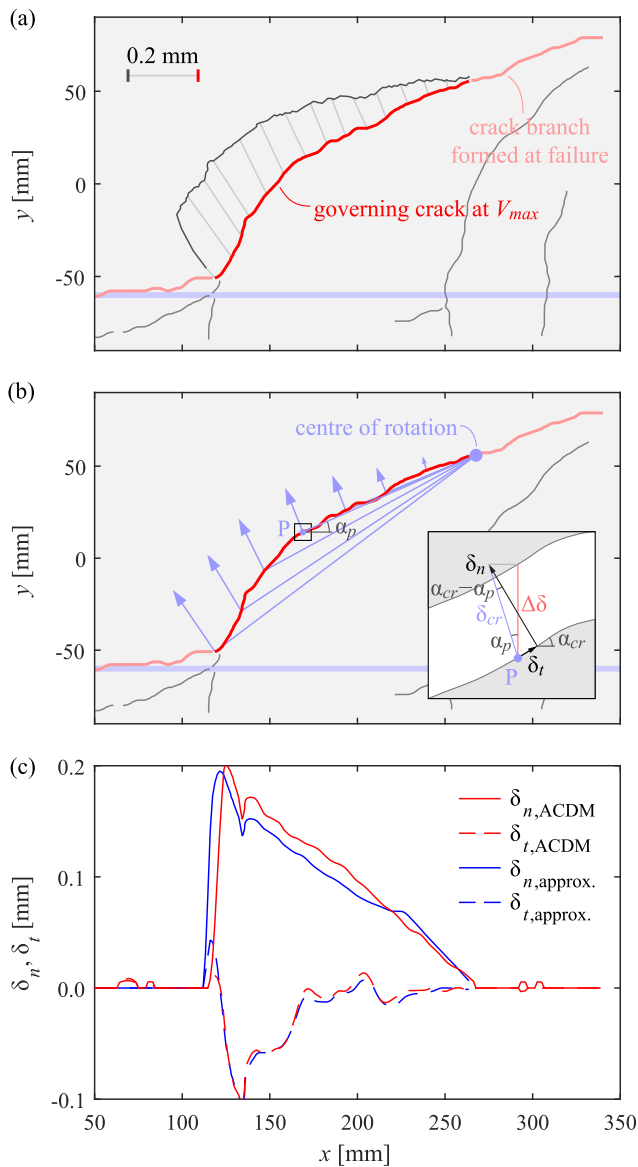 (a)
0.2 mm
50
0
-50
y [mm]
crack branch
formed at failure
governing crack at Vmax
(b)
centre of rotation
50
0
-50
y [mm]
P
αp
δn
αcr−αp
δcr
Δδ
αp
αcr
δt
P
(c)
0.2
0.1
0.0
-0.1
δn, δt [mm]
δn,ACDM
δt,ACDM
δn,approx.
δt,approx.
50 100 150 200 250 300 350
x [mm]